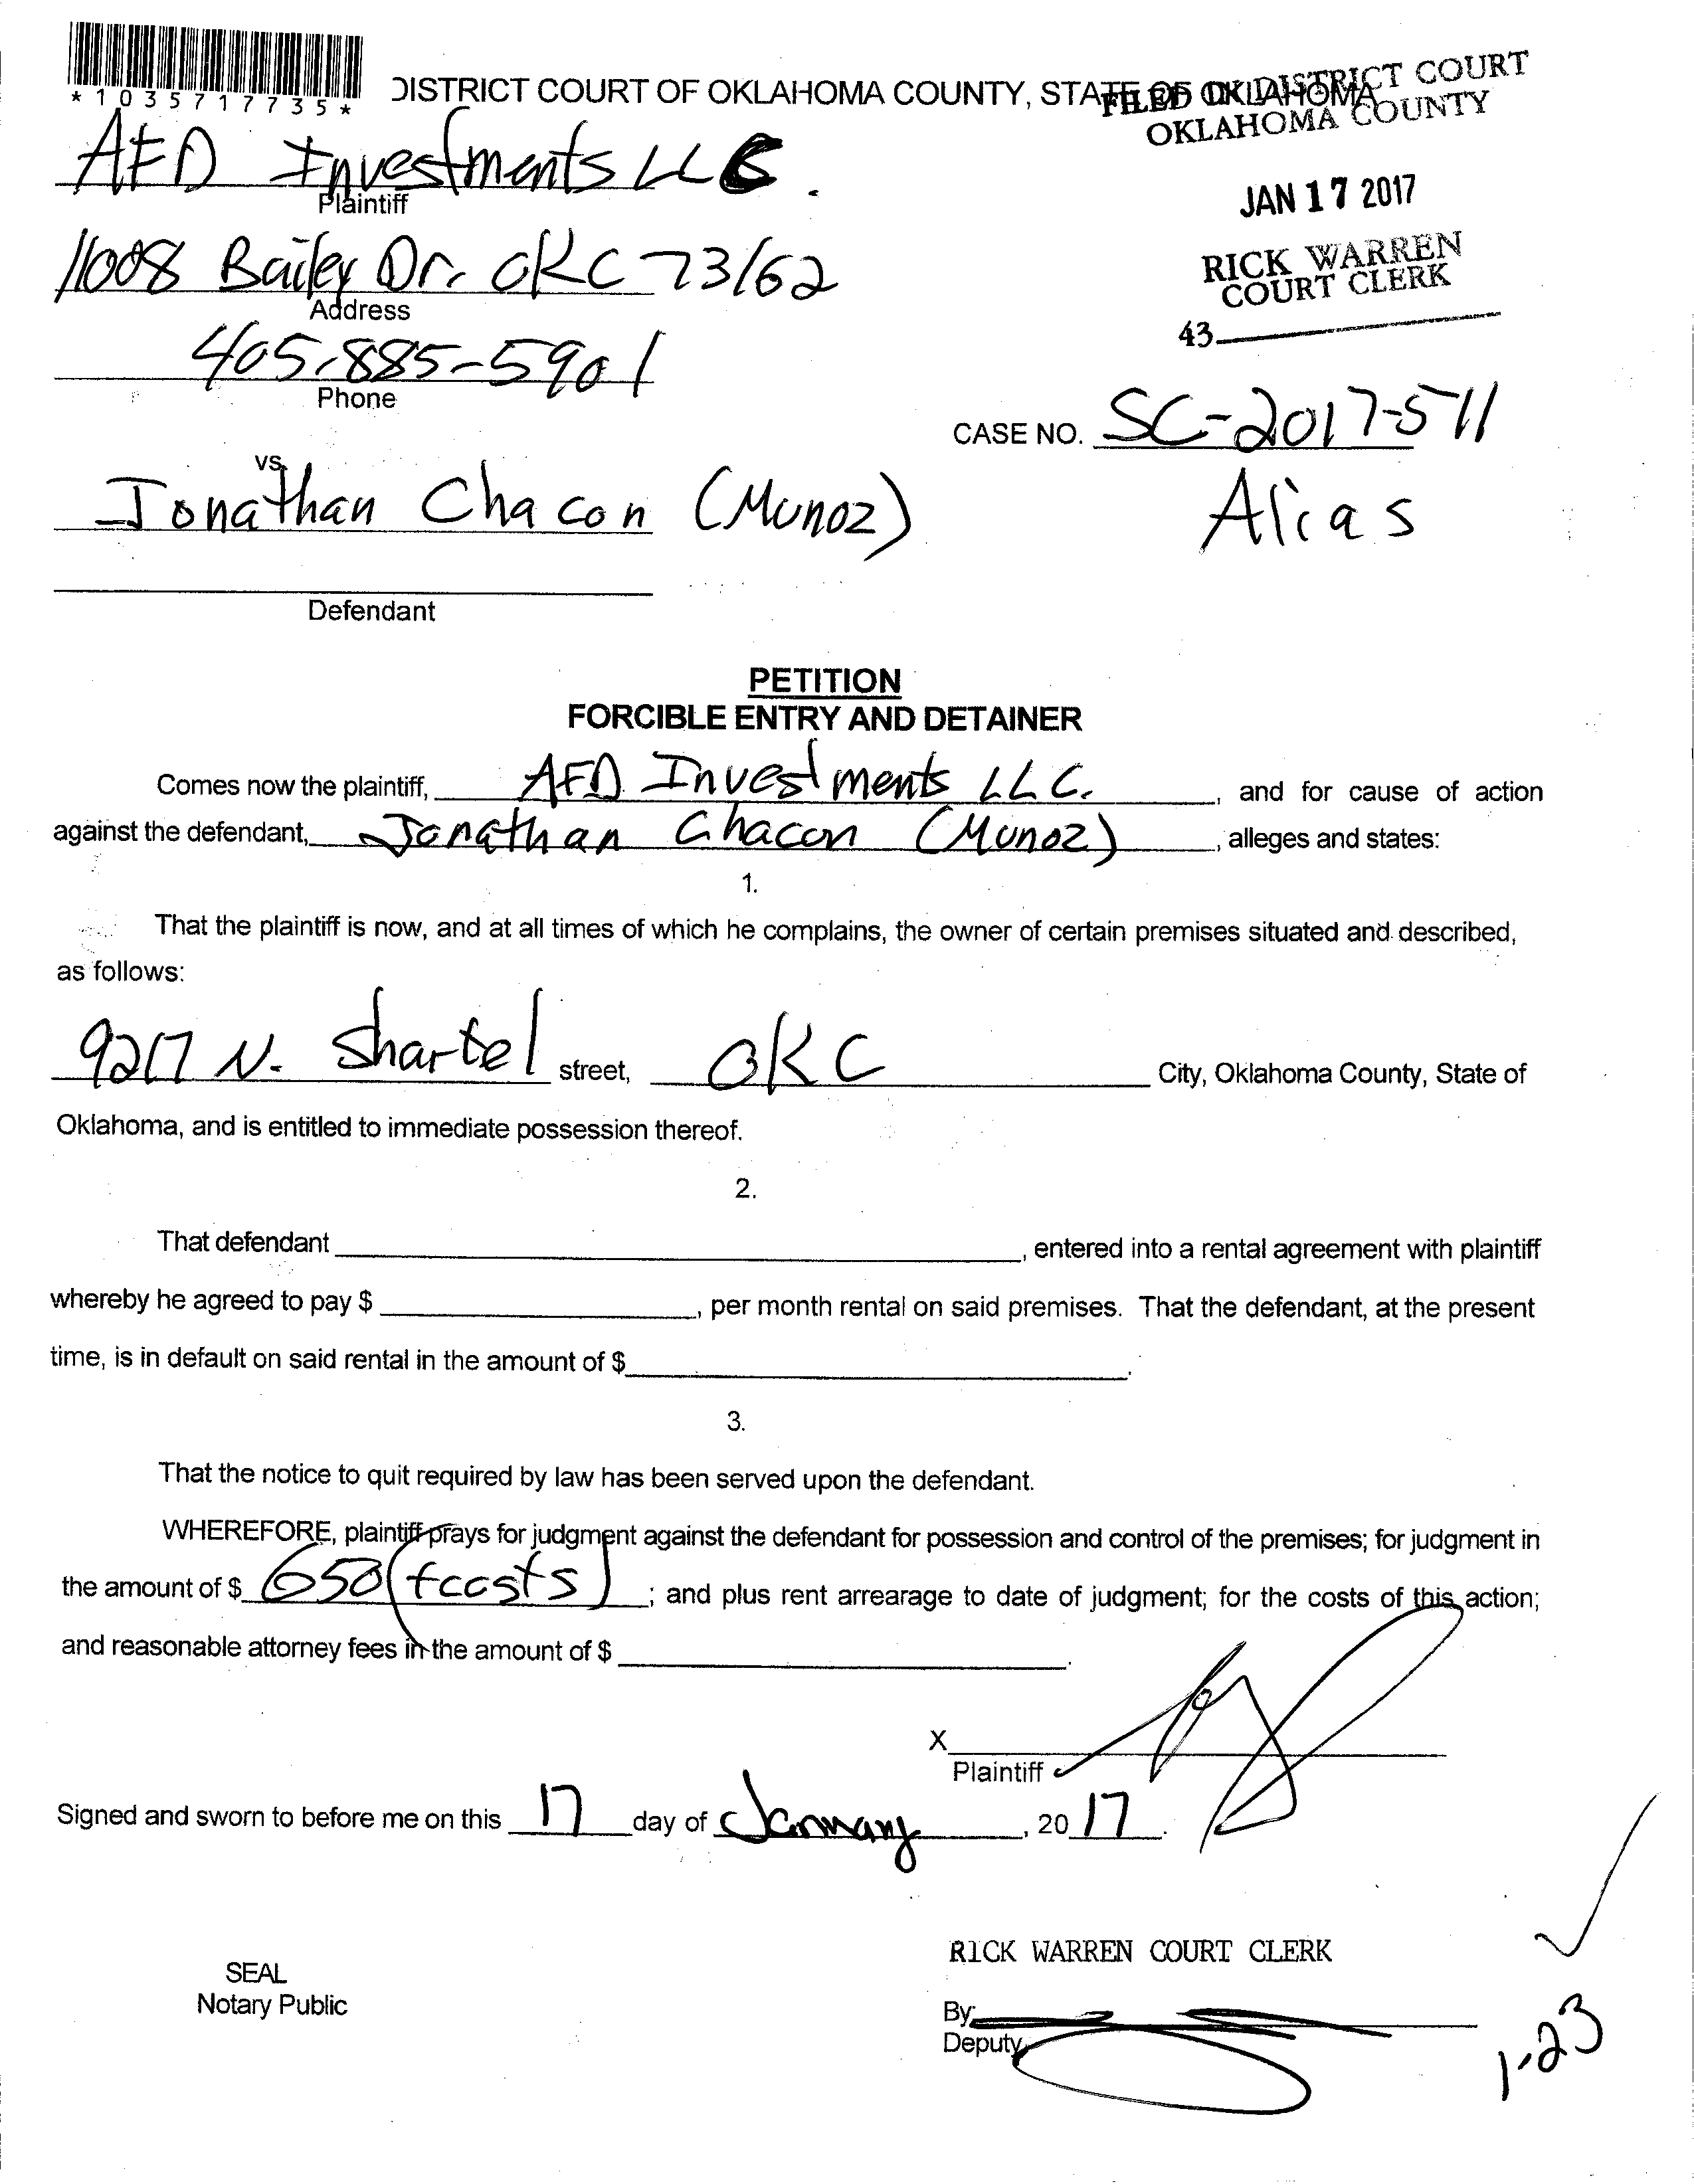 *1035717735*
DISTRICT COURT OF OKLAHOMA COUNTY, STATE OF OKLAHOMA
FILED IN DISTRICT COURT
OKLAHOMA COUNTY
JAN 17 2017
RICK WARREN
COURT CLERK
43
AFD Investments LLC.
Plaintiff
11008 Bailey Dr. OKC 73162
Address
405-885-5901
Phone
CASE NO. SC-2017-571
Alias
vs.
Jonathan Chacon (Munoz)
Defendant
PETITION
FORCIBLE ENTRY AND DETAINER
Comes now the plaintiff, AFD Investments LLC. , and for cause of action
against the defendant, Jonathan Chacon (Munoz) , alleges and states:
1.
That the plaintiff is now, and at all times of which he complains, the owner of certain premises situated and described,
as follows:
9217 N. Shartel street, OKC City, Oklahoma County, State of
Oklahoma, and is entitled to immediate possession thereof.
2.
That defendant , entered into a rental agreement with plaintiff
whereby he agreed to pay $ , per month rental on said premises. That the defendant, at the present
time, is in default on said rental in the amount of $ .
3.
That the notice to quit required by law has been served upon the defendant.
WHEREFORE, plaintiff prays for judgment against the defendant for possession and control of the premises; for judgment in
the amount of $ 650 (+costs) ; and plus rent arrearage to date of judgment; for the costs of this action;
and reasonable attorney fees in the amount of $ .
X
Plaintiff
Signed and sworn to before me on this 17 day of January , 20 17 .
RICK WARREN COURT CLERK
SEAL
Notary Public
By:
Deputy
1-23